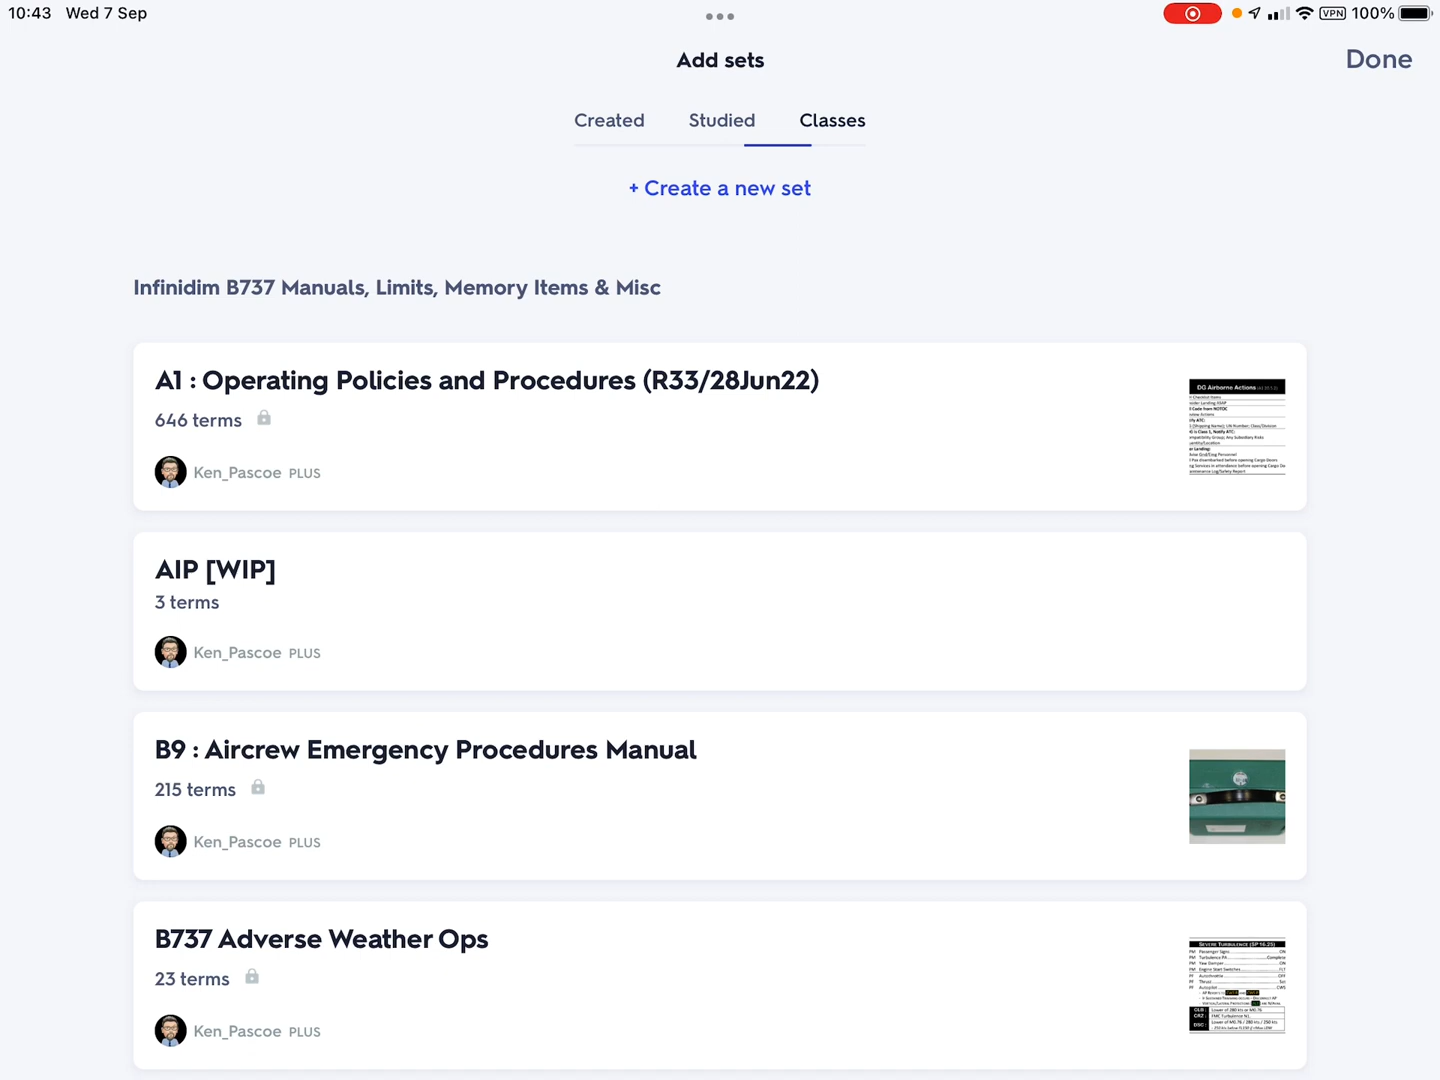 10:43 Wed 7 Sep
VPN 100%
Add sets
Done
Created Studied Classes
+ Create a new set
Infinidim B737 Manuals, Limits, Memory Items & Misc
A1 : Operating Policies and Procedures (R33/28Jun22)
646 terms
Ken_Pascoe PLUS
DG Airborne Actions
AIP [WIP]
3 terms
Ken_Pascoe PLUS
B9 : Aircrew Emergency Procedures Manual
215 terms
Ken_Pascoe PLUS
B737 Adverse Weather Ops
23 terms
Ken_Pascoe PLUS
Severe Turbulence (SP 16.25)